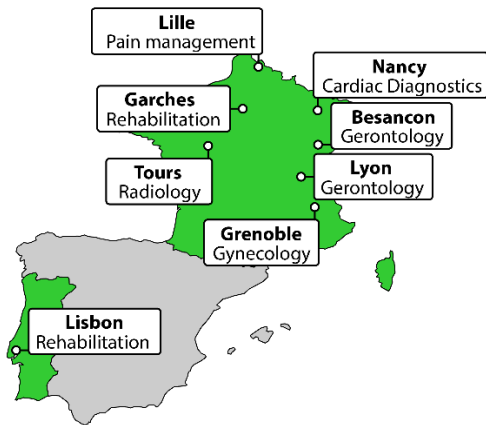 Lille
Pain management
Nancy
Cardiac Diagnostics
Garches
Rehabilitation
Besancon
Gerontology
Tours
Radiology
Lyon
Gerontology
Grenoble
Gynecology
Lisbon
Rehabilitation